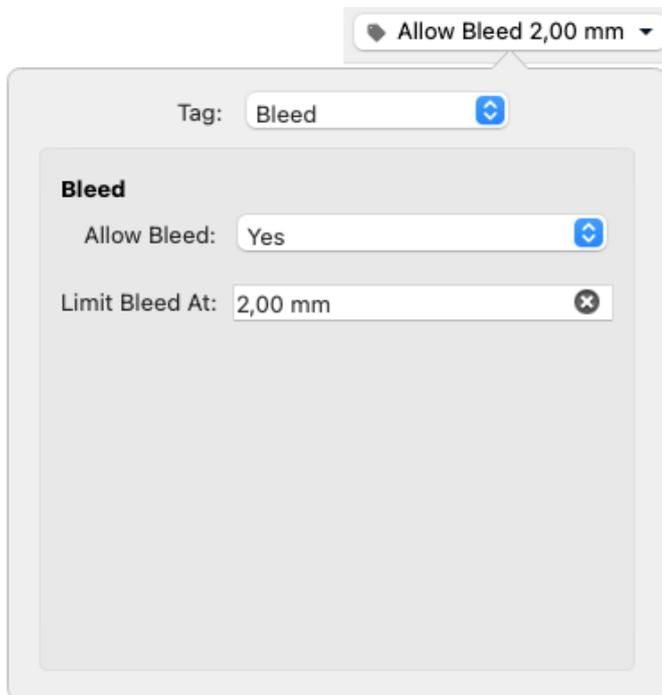 Allow Bleed 2,00 mm
Tag: Bleed
Bleed
Allow Bleed: Yes
Limit Bleed At: 2,00 mm